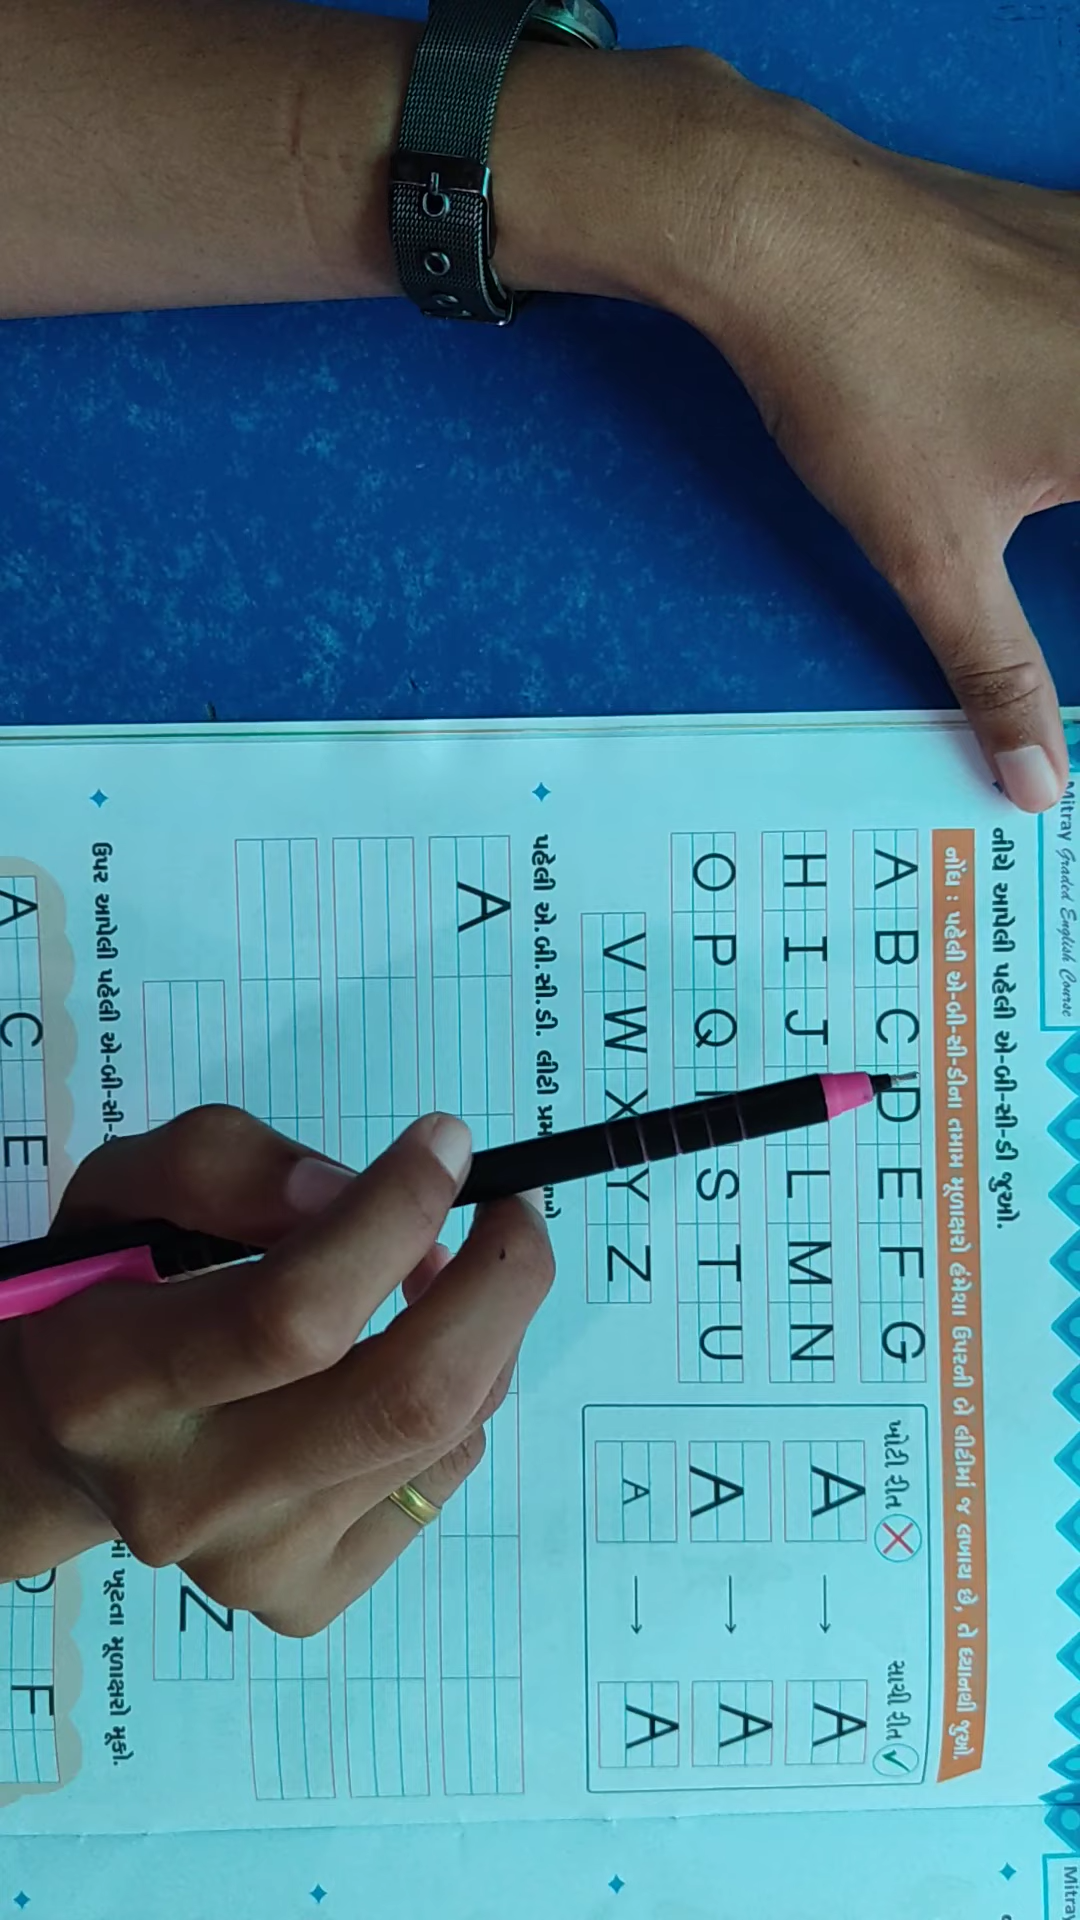 Mitray Graded English Course
નીચે આપેલી પહેલી એ-બી-સી-ડી જુઓ.
નોંધ : પહેલી એ-બી-સી-ડીના તમામ મૂળાક્ષરો હંમેશા ઉપરની બે લીટીમાં જ લખાય છે, તે ધ્યાનથી જુઓ.
A B C D E F G
H I J L M N
O P Q S T U
V W X Y Z
ખોટી રીત → સાચી રીત
A → A
A → A
A → A
પહેલી એ.બી.સી.ડી. લીટી
A
Z
ઉપર આપેલી પહેલી એ-બી-સી- માં ખૂટતા મૂળાક્ષરો મૂકો.
A C E D F
Mitray